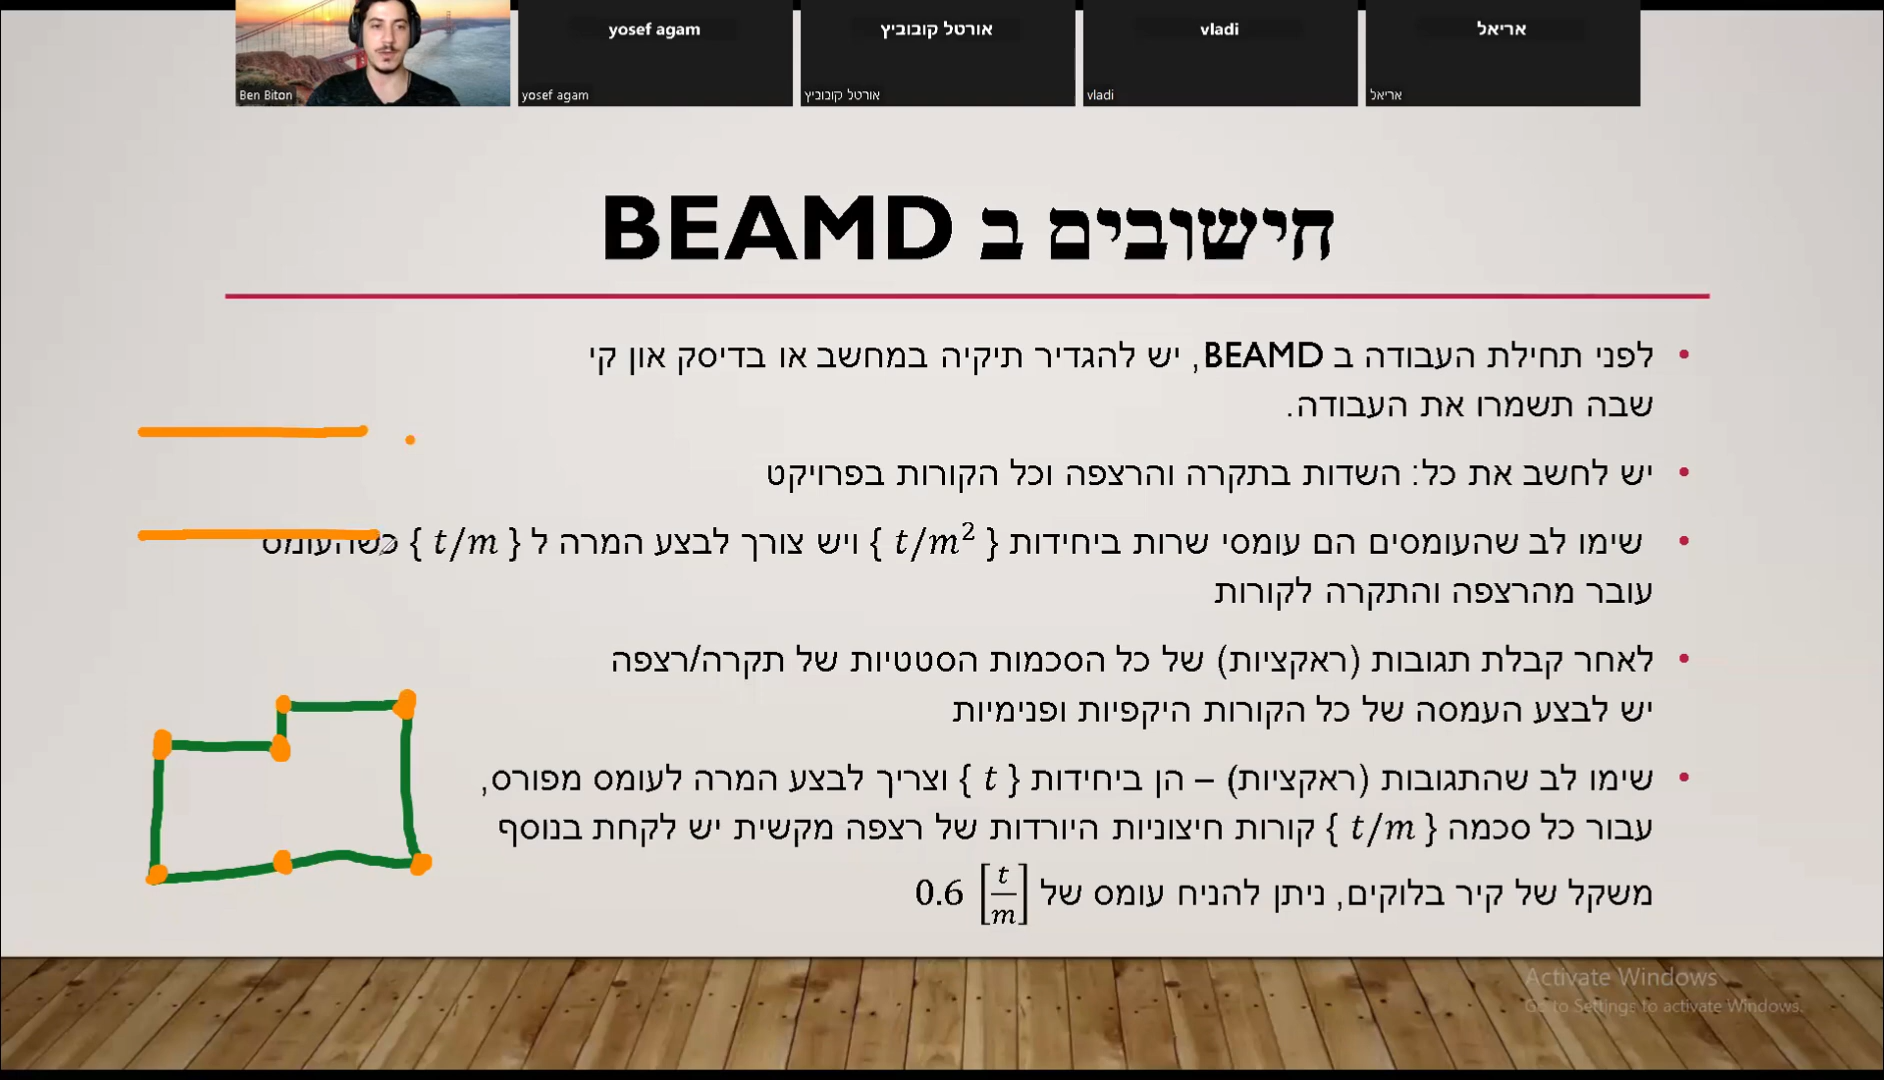 yosef agam
אורטל קובוביץ
vladi
אריאל
Ben Biton
yosef agam
אורטל קובוביץ
vladi
אריאל
חישובים ב BEAMD
• לפני תחילת העבודה ב BEAMD, יש להגדיר תיקיה במחשב או בדיסק און קי
שבה תשמרו את העבודה.
• יש לחשב את כל: השדות בתקרה והרצפה וכל הקורות בפרויקט
• שימו לב שהעומסים הם עומסי שרות ביחידות { t/m² } ויש צורך לבצע המרה ל { t/m } כשהעומס
עובר מהרצפה והתקרה לקורות
• לאחר קבלת תגובות (ראקציות) של כל הסכמות הסטטיות של תקרה/רצפה
יש לבצע העמסה של כל הקורות היקפיות ופנימיות
• שימו לב שהתגובות (ראקציות) – הן ביחידות { t } וצריך לבצע המרה לעומס מפורס,
עבור כל סכמה { t/m } קורות חיצוניות היורדות של רצפה מקשית יש לקחת בנוסף
משקל של קיר בלוקים, ניתן להניח עומס של 0.6 [t/m]
Activate Windows
Go to Settings to activate Windows.